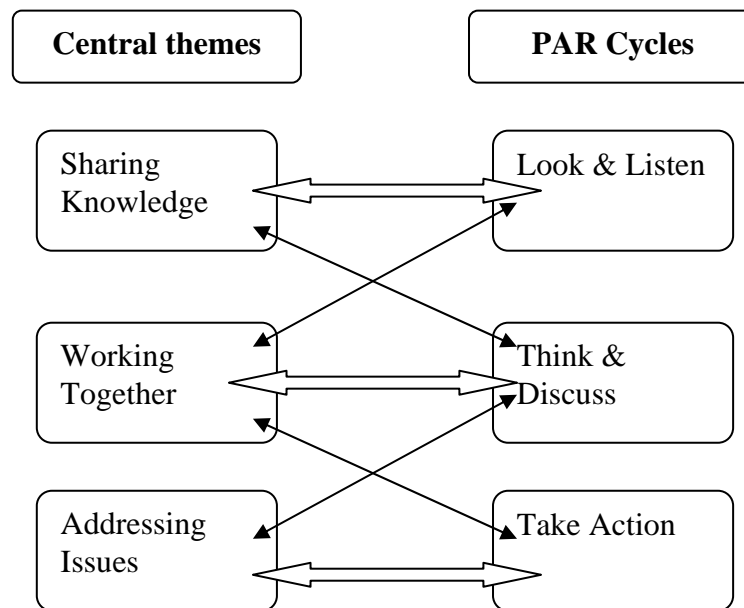 Central themes
PAR Cycles
Sharing
Knowledge
Look & Listen
Working
Together
Think &
Discuss
Addressing
Issues
Take Action